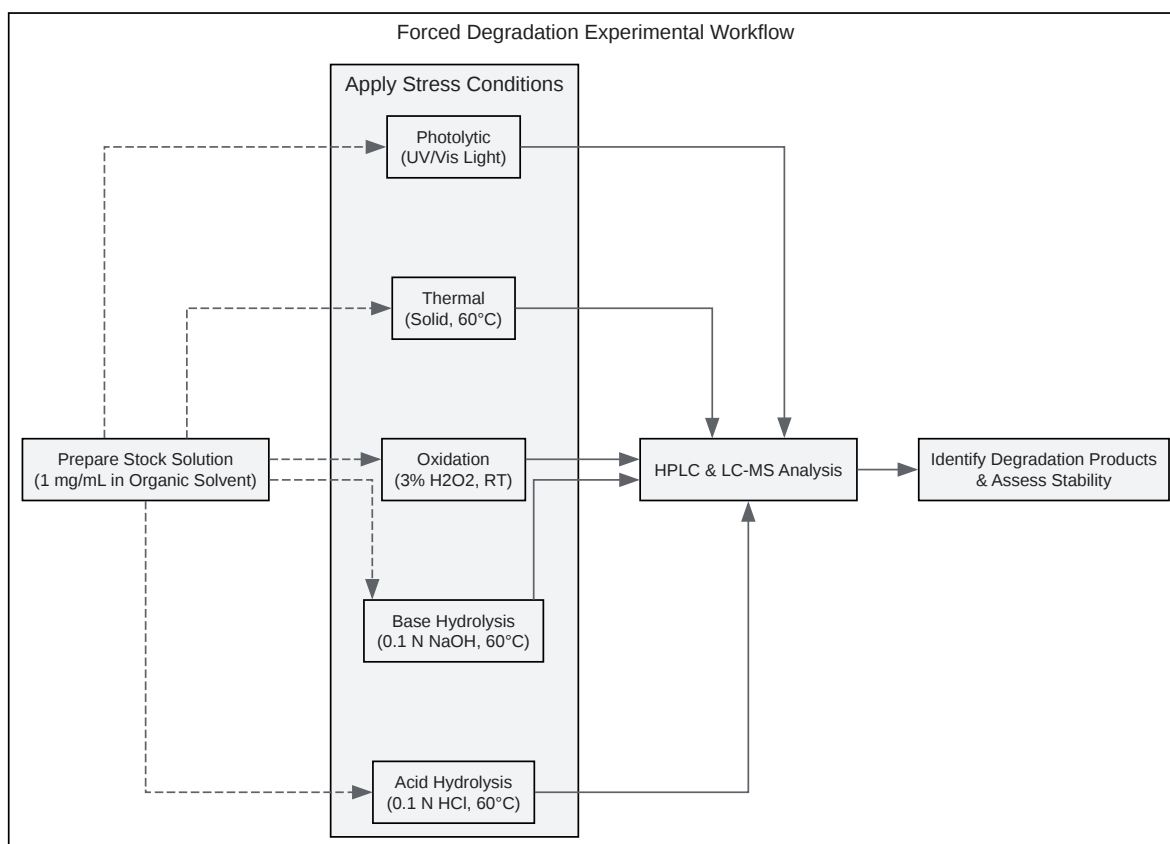 Forced Degradation Experimental Workflow
Apply Stress Conditions
Photolytic
(UV/Vis Light)
Thermal
(Solid, 60°C)
Prepare Stock Solution
(1 mg/mL in Organic Solvent)
Oxidation
(3% H2O2, RT)
HPLC & LC-MS Analysis
Identify Degradation Products
& Assess Stability
Base Hydrolysis
(0.1 N NaOH, 60°C)
Acid Hydrolysis
(0.1 N HCl, 60°C)